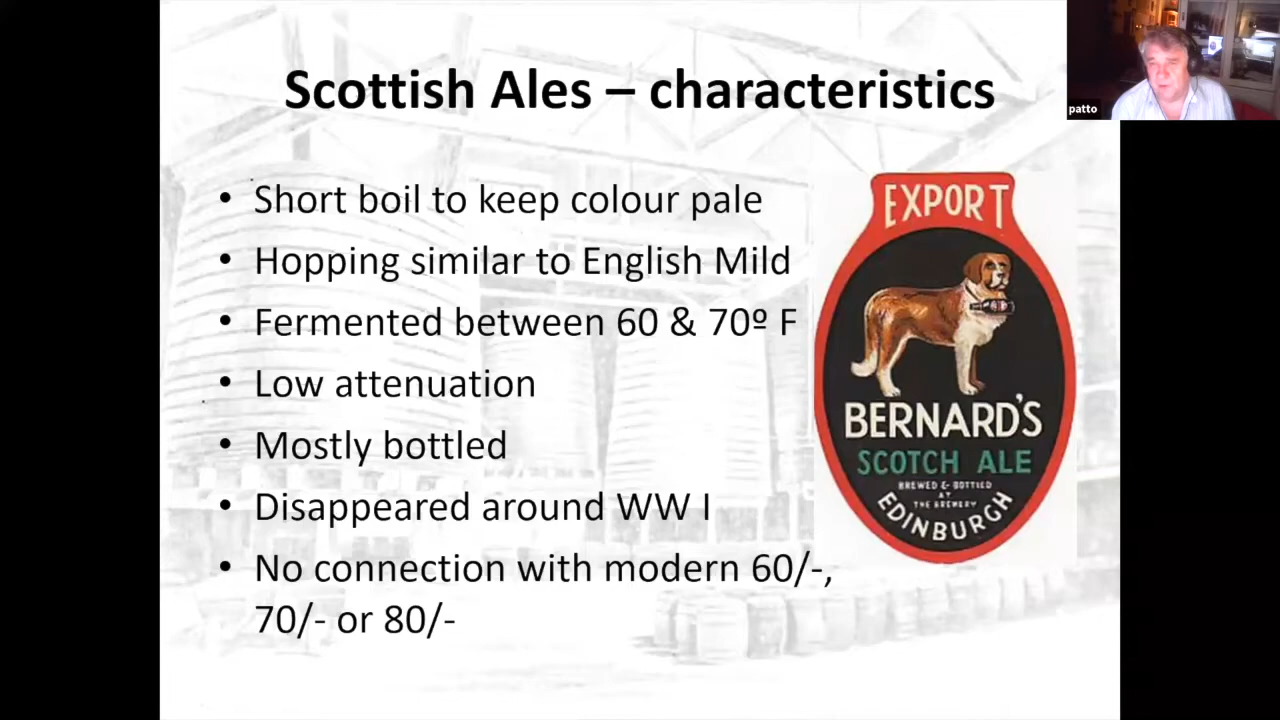 Scottish Ales – characteristics
patto
• Short boil to keep colour pale
• Hopping similar to English Mild
• Fermented between 60 & 70º F
• Low attenuation
• Mostly bottled
• Disappeared around WW I
• No connection with modern 60/-,
70/- or 80/-
EXPORT
BERNARD'S
SCOTCH ALE
BREWED & BOTTLED
AT
THE BREWERY
EDINBURGH